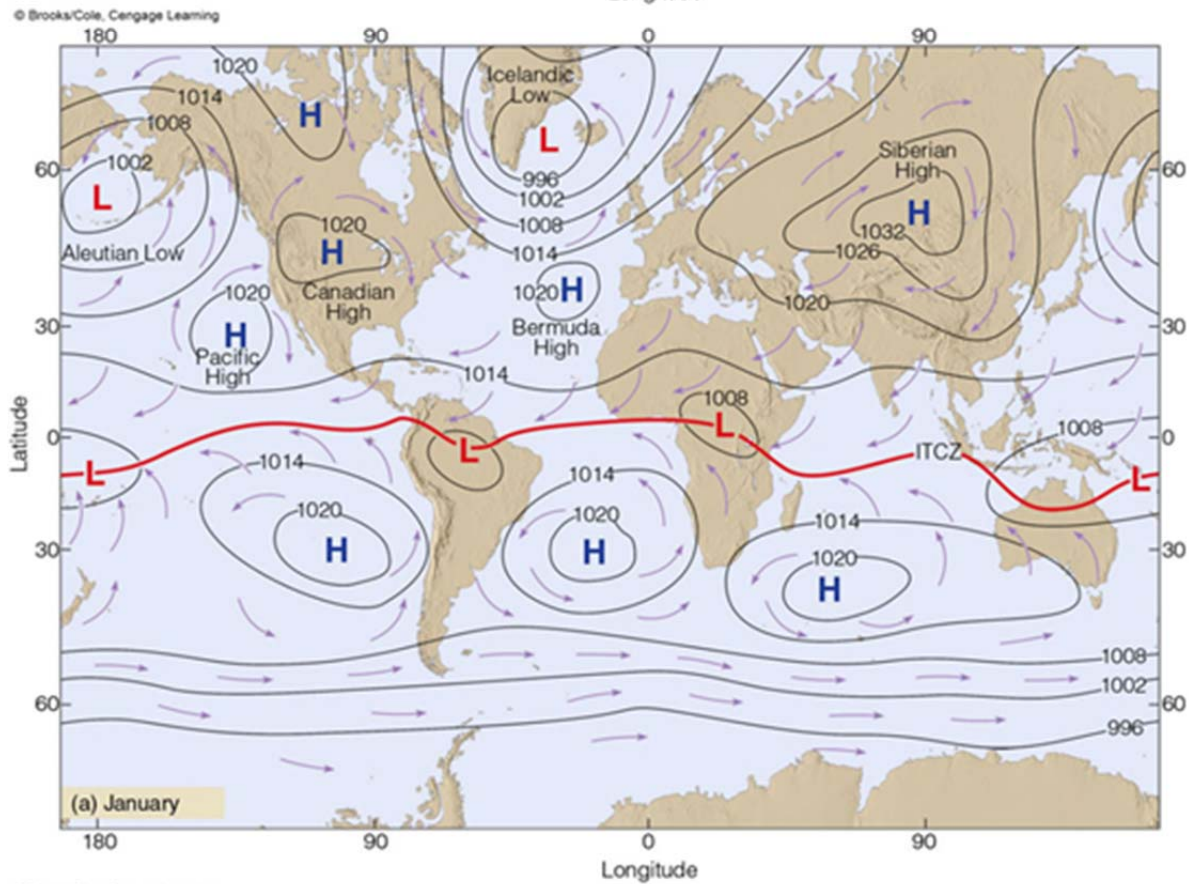 © Brooks/Cole, Cengage Learning
180 90 0 90
1020
Icelandic
Low
1014
H
1008
L
Siberian
High
1002
60
60
996
L
1002
H
1020
1008
1032
Aleutian Low
H
1014
1026
1020
Canadian
High
1020
H
1020
30
H
Bermuda
High
30
Pacific
High
1014
1008
L
1008
Latitude
0
L
ITCZ
0
L
1014
1014
L
1020
1020
1014
30
H
H
1020
30
H
1008
1002
60
60
996
(a) January
180 90 0 90
Longitude